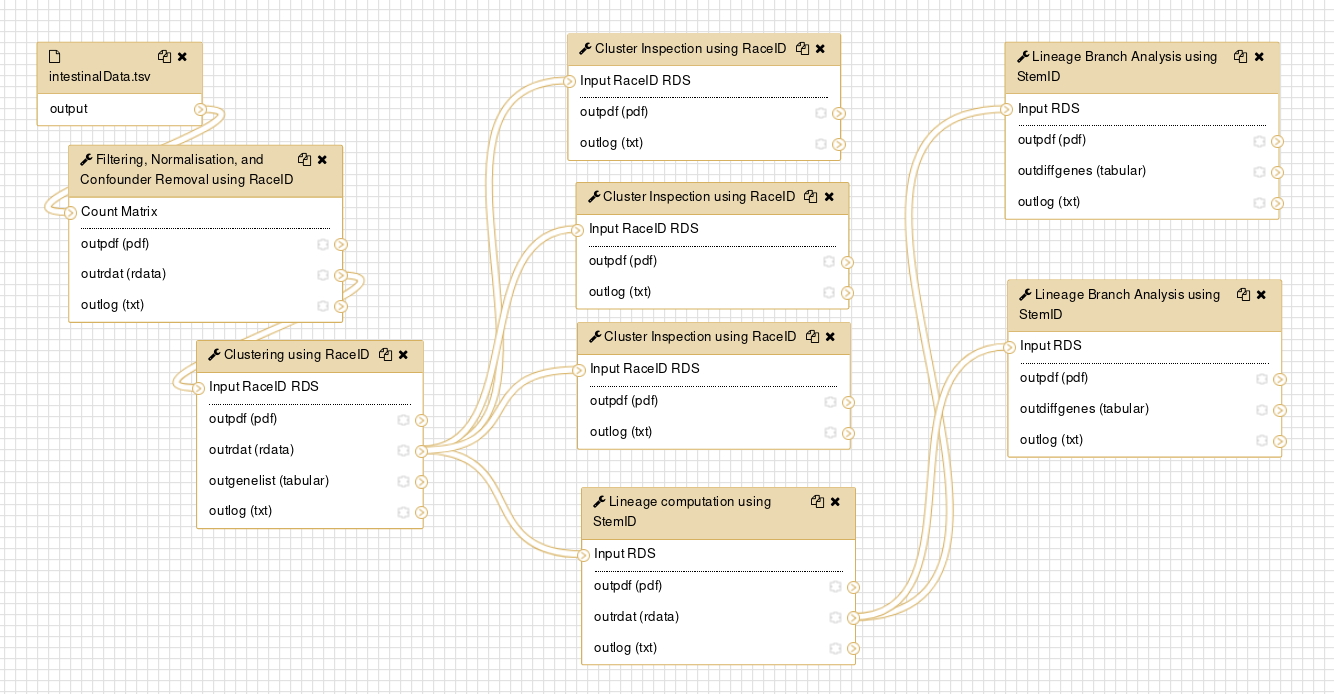 intestinalData.tsv
output
Filtering, Normalisation, and
Confounder Removal using RaceID
Count Matrix
outpdf (pdf)
outrdat (rdata)
outlog (txt)
Clustering using RaceID
Input RaceID RDS
outpdf (pdf)
outrdat (rdata)
outgenelist (tabular)
outlog (txt)
Cluster Inspection using RaceID
Input RaceID RDS
outpdf (pdf)
outlog (txt)
Cluster Inspection using RaceID
Input RaceID RDS
outpdf (pdf)
outlog (txt)
Cluster Inspection using RaceID
Input RaceID RDS
outpdf (pdf)
outlog (txt)
Lineage computation using
StemID
Input RDS
outpdf (pdf)
outrdat (rdata)
outlog (txt)
Lineage Branch Analysis using
StemID
Input RDS
outpdf (pdf)
outdiffgenes (tabular)
outlog (txt)
Lineage Branch Analysis using
StemID
Input RDS
outpdf (pdf)
outdiffgenes (tabular)
outlog (txt)